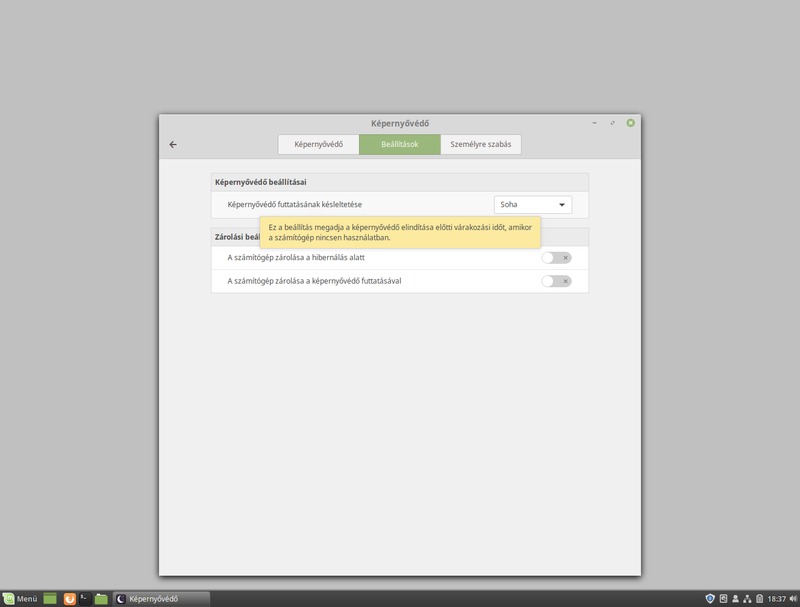 Képernyővédő
Képernyővédő
Beállítások
Személyre szabás
Képernyővédő beállításai
Képernyővédő futtatásának késleltetése
Soha
Ez a beállítás megadja a képernyővédő elindítása előtti várakozási időt, amikor
a számítógép nincsen használatban.
Zárolási beál
A számítógép zárolása a hibernálás alatt
A számítógép zárolása a képernyővédő futtatásával
Menü
Képernyővédő
18:37